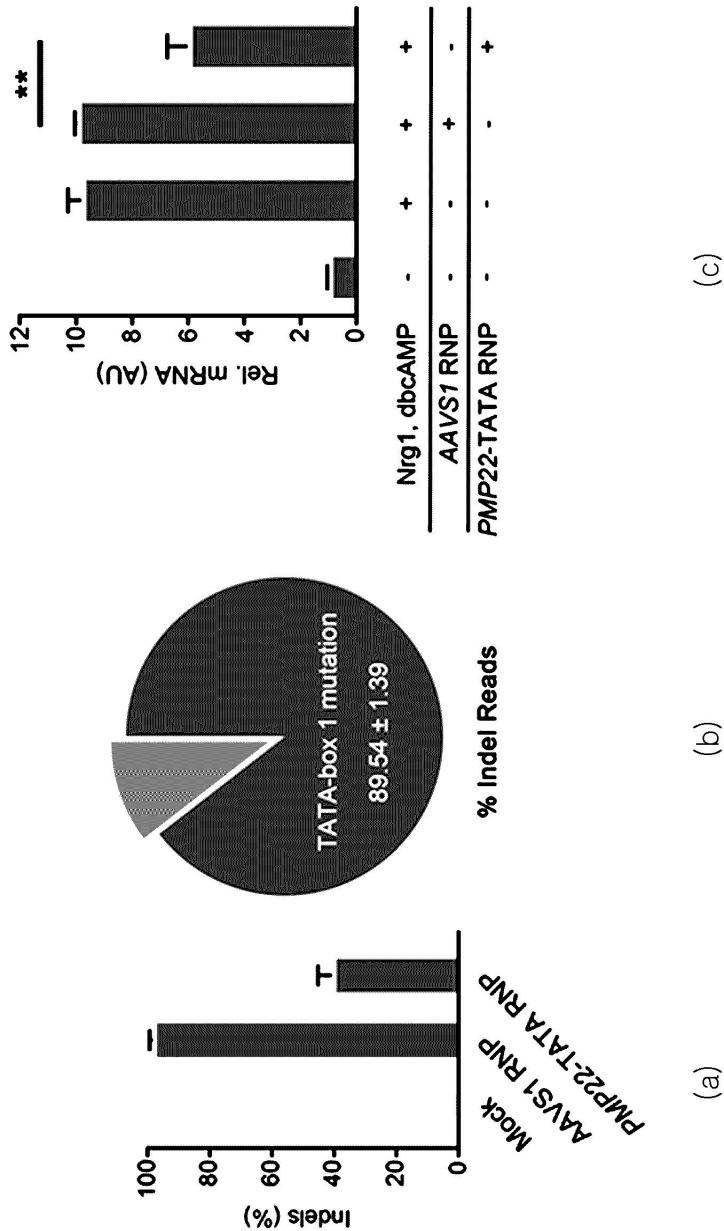 100
80
60
40
20
0
Indels (%)
Mock
AAVS1 RNP
PMP22-TATA RNP
(a)
TATA-box 1 mutation
89.54 ± 1.39
% Indel Reads
(b)
12
10
8
6
4
2
0
Rel. mRNA (AU)
**
Nrg1, dbcAMP - + + +
AAVS1 RNP - - + -
PMP22-TATA RNP - - - +
(c)